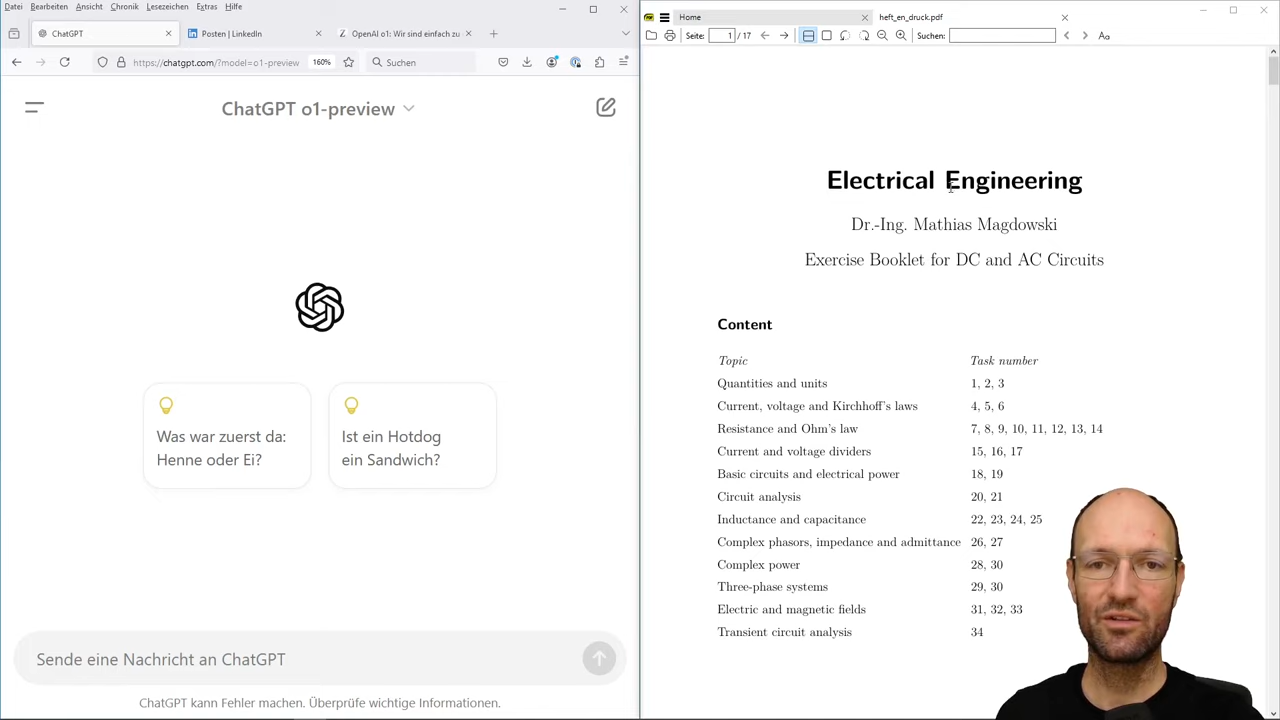 Datei Bearbeiten Ansicht Chronik Lesezeichen Extras Hilfe
ChatGPT
Posten | LinkedIn
OpenAI o1: Wir sind einfach zu
https://chatgpt.com/?model=o1-preview
160%
Suchen
ChatGPT o1-preview
Was war zuerst da:
Henne oder Ei?
Ist ein Hotdog
ein Sandwich?
Sende eine Nachricht an ChatGPT
ChatGPT kann Fehler machen. Überprüfe wichtige Informationen.
Home
heft_en_druck.pdf
Seite: 1 / 17
Suchen:
Aa
Electrical Engineering
Dr.-Ing. Mathias Magdowski
Exercise Booklet for DC and AC Circuits
Content
Topic Task number
Quantities and units 1, 2, 3
Current, voltage and Kirchhoff's laws 4, 5, 6
Resistance and Ohm's law 7, 8, 9, 10, 11, 12, 13, 14
Current and voltage dividers 15, 16, 17
Basic circuits and electrical power 18, 19
Circuit analysis 20, 21
Inductance and capacitance 22, 23, 24, 25
Complex phasors, impedance and admittance 26, 27
Complex power 28, 30
Three-phase systems 29, 30
Electric and magnetic fields 31, 32, 33
Transient circuit analysis 34